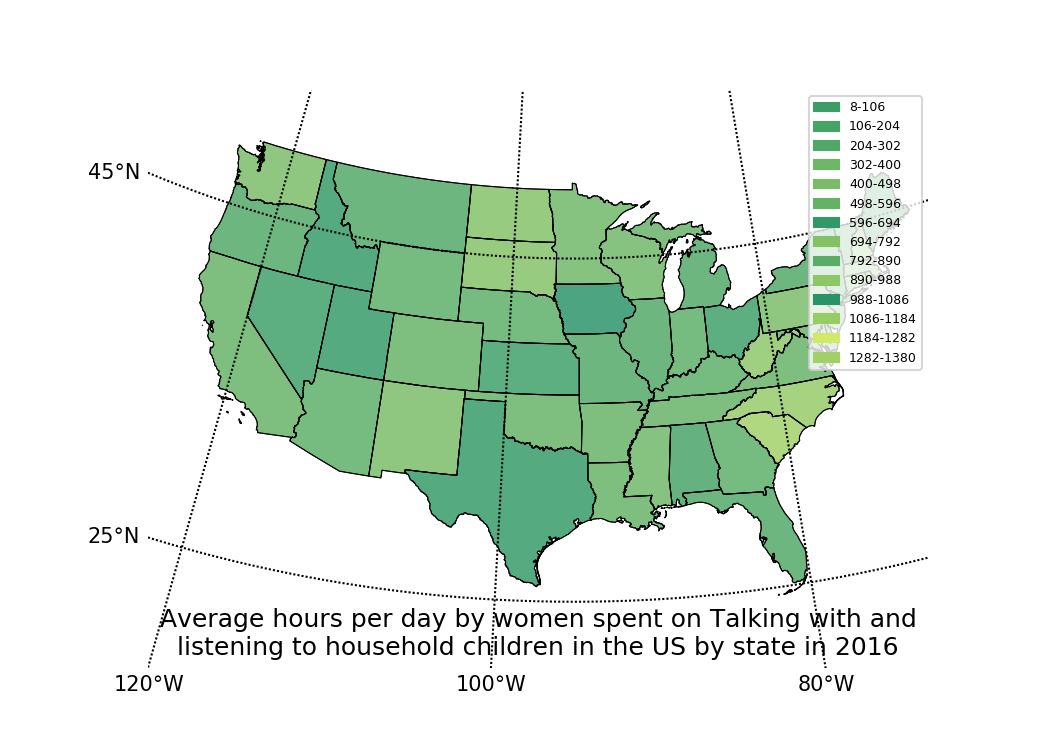 8-106
106-204
204-302
302-400
400-498
498-596
596-694
694-792
792-890
890-988
988-1086
1086-1184
1184-1282
1282-1380
45°N
25°N
Average hours per day by women spent on Talking with and
listening to household children in the US by state in 2016
120°W 100°W 80°W